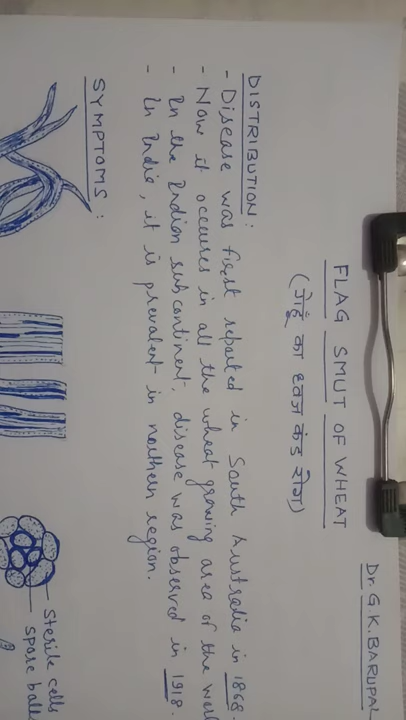 Dr. G. K. BARUPAL
FLAG SMUT OF WHEAT
(गेहूं का ध्वज कंड रोग)
DISTRIBUTION:
- Disease was first reported in South Australia in 1868
- Now it occures in all the wheat growing area of the worl
- In the Indian subcontinent, disease was observed in 1918.
- In India, it is prevalent in northern region.
SYMPTOMS:
Sterile cells
spore ball